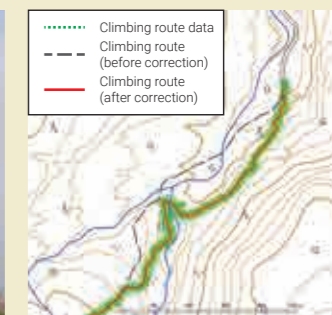 Climbing route data
Climbing route
(before correction)
Climbing route
(after correction)